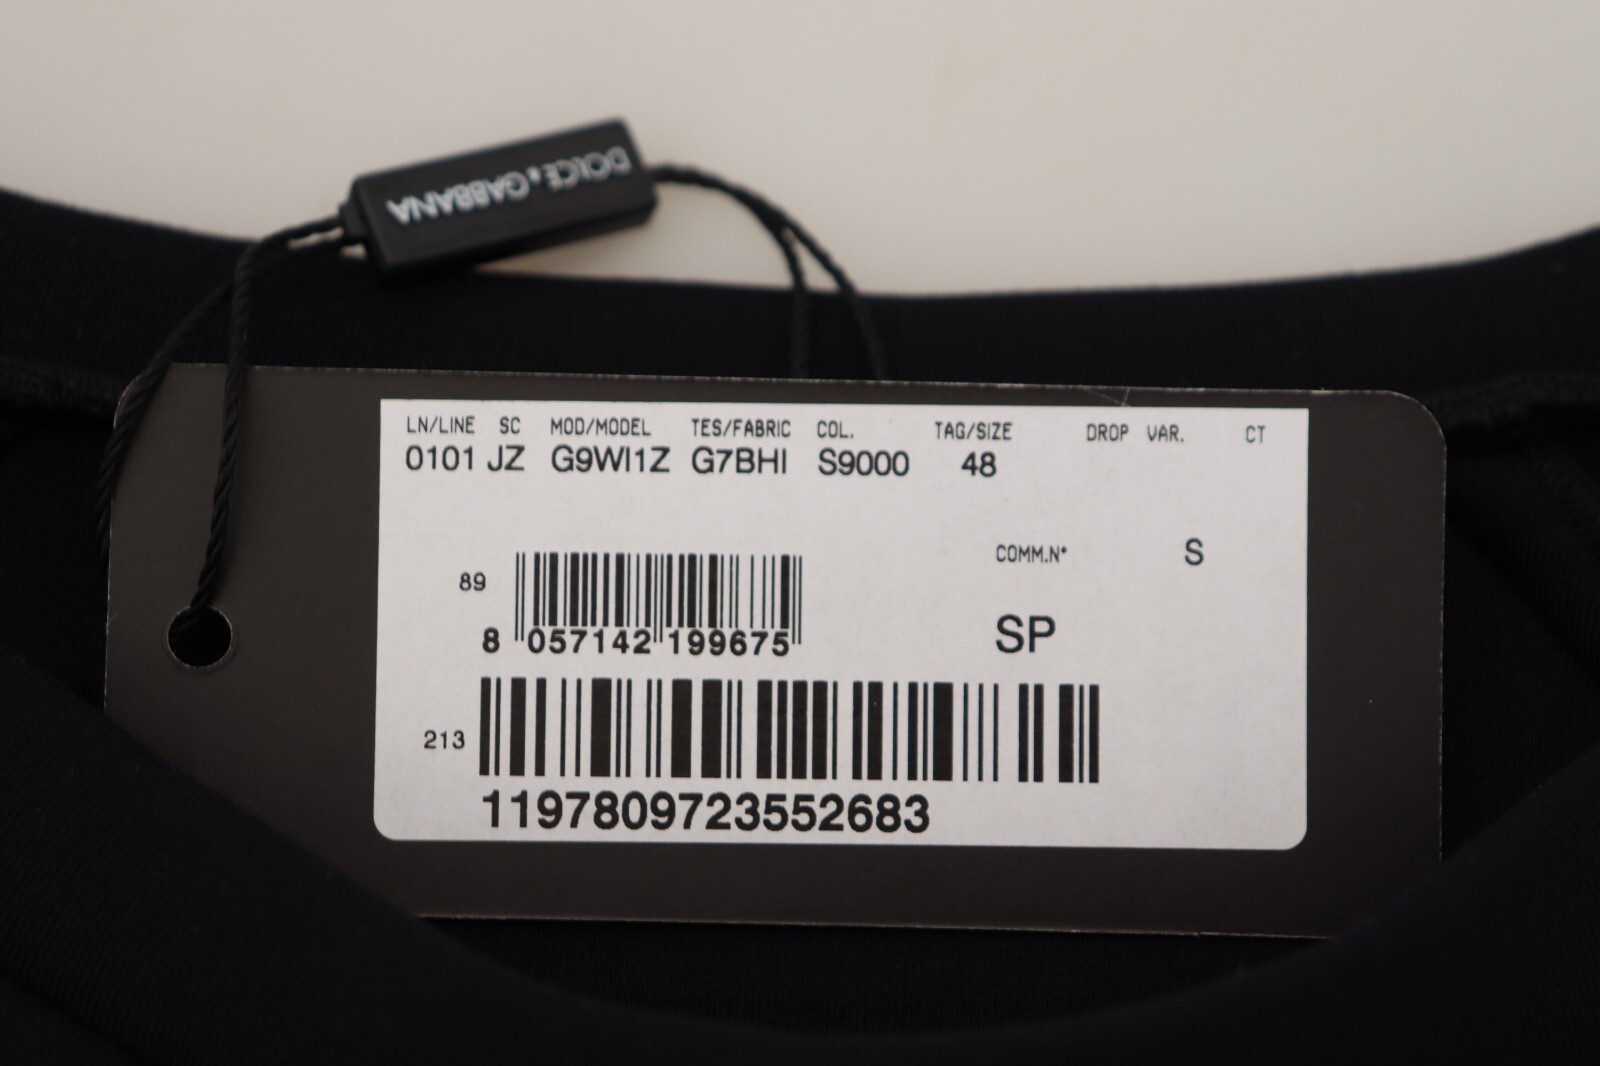 DOLCE & GABBANA
LN/LINE SC MOD/MODEL TES/FABRIC COL. TAG/SIZE DROP VAR. CT
0101 JZ G9WI1Z G7BHI S9000 48
COMM.N° S
89
8 057142 199675
SP
213
1197809723552683